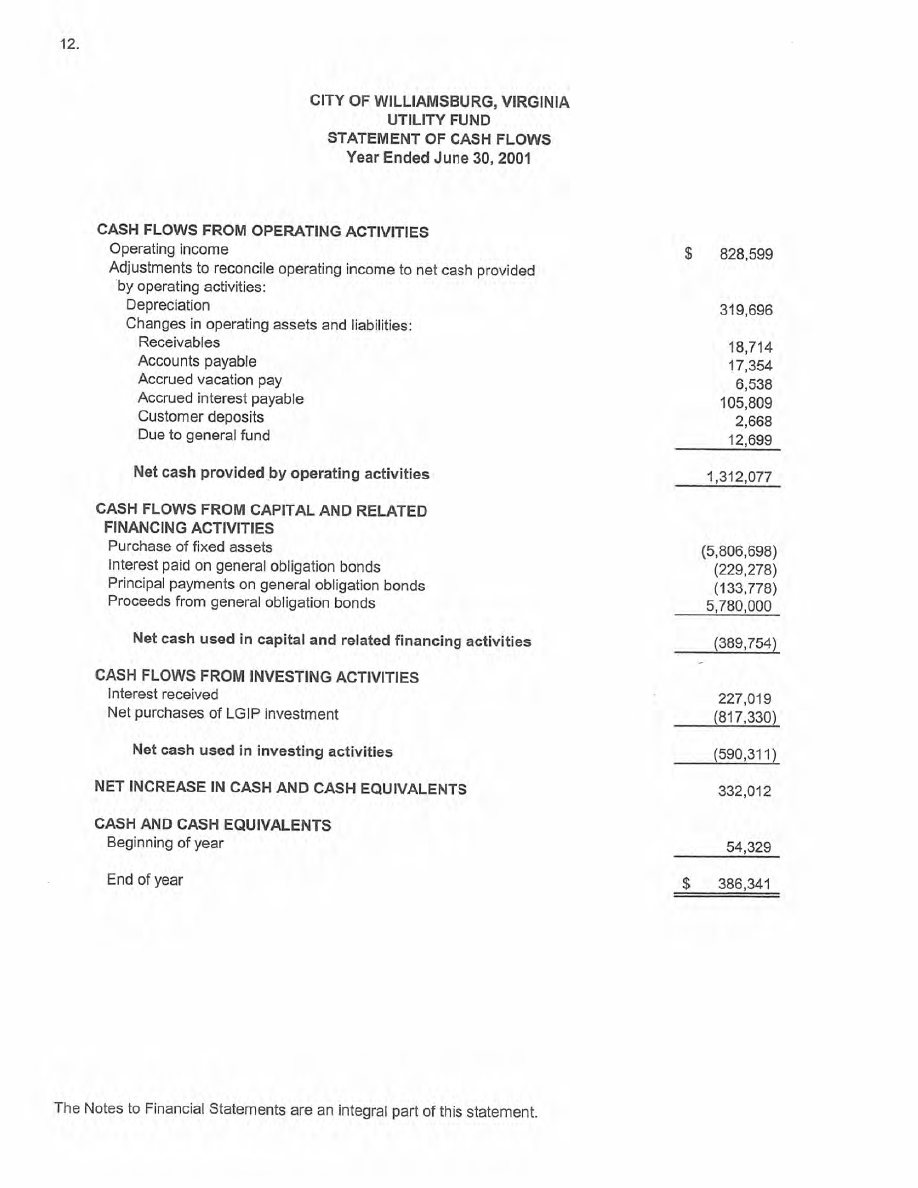 12.
CITY OF WILLIAMSBURG, VIRGINIA
UTILITY FUND
STATEMENT OF CASH FLOWS
Year Ended June 30, 2001
CASH FLOWS FROM OPERATING ACTIVITIES
Operating income $ 828,599
Adjustments to reconcile operating income to net cash provided
by operating activities:
Depreciation 319,696
Changes in operating assets and liabilities:
Receivables 18,714
Accounts payable 17,354
Accrued vacation pay 6,538
Accrued interest payable 105,809
Customer deposits 2,668
Due to general fund 12,699
Net cash provided by operating activities 1,312,077
CASH FLOWS FROM CAPITAL AND RELATED
FINANCING ACTIVITIES
Purchase of fixed assets (5,806,698)
Interest paid on general obligation bonds (229,278)
Principal payments on general obligation bonds (133,778)
Proceeds from general obligation bonds 5,780,000
Net cash used in capital and related financing activities (389,754)
CASH FLOWS FROM INVESTING ACTIVITIES
Interest received 227,019
Net purchases of LGIP investment (817,330)
Net cash used in investing activities (590,311)
NET INCREASE IN CASH AND CASH EQUIVALENTS 332,012
CASH AND CASH EQUIVALENTS
Beginning of year 54,329
End of year $ 386,341
The Notes to Financial Statements are an integral part of this statement.